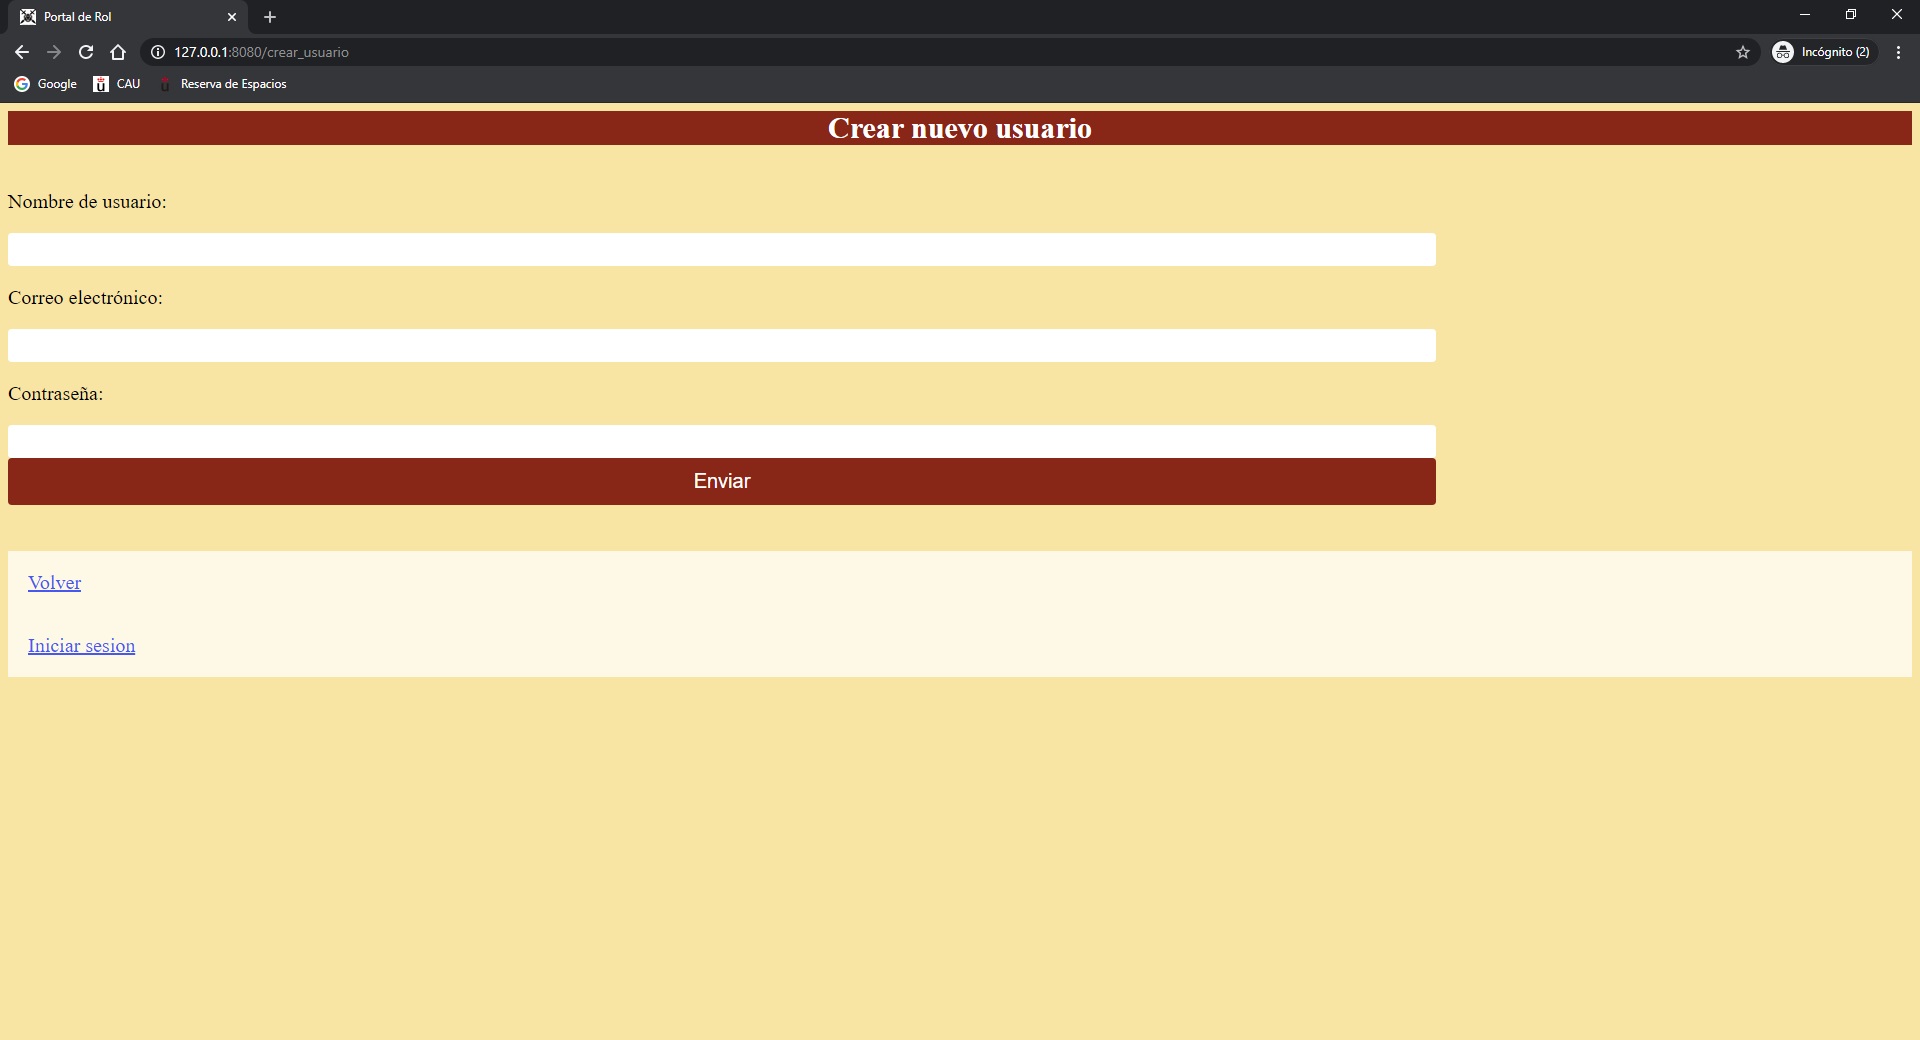 Portal de Rol
127.0.0.1:8080/crear_usuario
Incógnito (2)
Google CAU Reserva de Espacios
Crear nuevo usuario
Nombre de usuario:
Correo electrónico:
Contraseña:
Enviar
Volver
Iniciar sesion